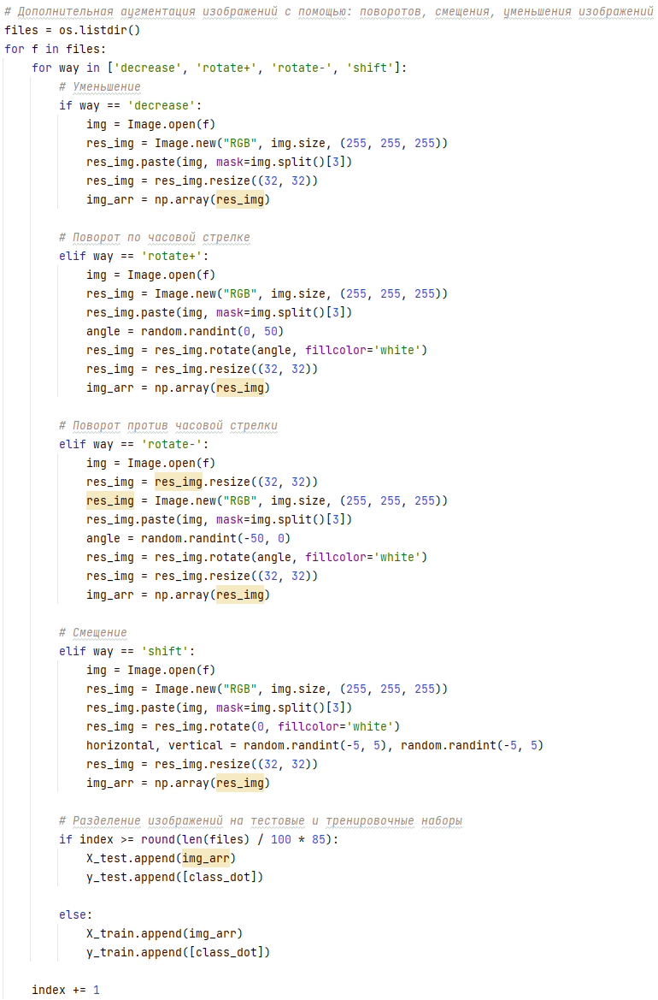 # Дополнительная аугментация изображений с помощью: поворотов, смещения, уменьшения изображений
files = os.listdir()
for f in files:
    for way in ['decrease', 'rotate+', 'rotate-', 'shift']:
        # Уменьшение
        if way == 'decrease':
            img = Image.open(f)
            res_img = Image.new("RGB", img.size, (255, 255, 255))
            res_img.paste(img, mask=img.split()[3])
            res_img = res_img.resize((32, 32))
            img_arr = np.array(res_img)

        # Поворот по часовой стрелке
        elif way == 'rotate+':
            img = Image.open(f)
            res_img = Image.new("RGB", img.size, (255, 255, 255))
            res_img.paste(img, mask=img.split()[3])
            angle = random.randint(0, 50)
            res_img = res_img.rotate(angle, fillcolor='white')
            res_img = res_img.resize((32, 32))
            img_arr = np.array(res_img)

        # Поворот против часовой стрелки
        elif way == 'rotate-':
            img = Image.open(f)
            res_img = res_img.resize((32, 32))
            res_img = Image.new("RGB", img.size, (255, 255, 255))
            res_img.paste(img, mask=img.split()[3])
            angle = random.randint(-50, 0)
            res_img = res_img.rotate(angle, fillcolor='white')
            res_img = res_img.resize((32, 32))
            img_arr = np.array(res_img)

        # Смещение
        elif way == 'shift':
            img = Image.open(f)
            res_img = Image.new("RGB", img.size, (255, 255, 255))
            res_img.paste(img, mask=img.split()[3])
            res_img = res_img.rotate(0, fillcolor='white')
            horizontal, vertical = random.randint(-5, 5), random.randint(-5, 5)
            res_img = res_img.resize((32, 32))
            img_arr = np.array(res_img)

        # Разделение изображений на тестовые и тренировочные наборы
        if index >= round(len(files) / 100 * 85):
            X_test.append(img_arr)
            y_test.append([class_dot])

        else:
            X_train.append(img_arr)
            y_train.append([class_dot])

    index += 1